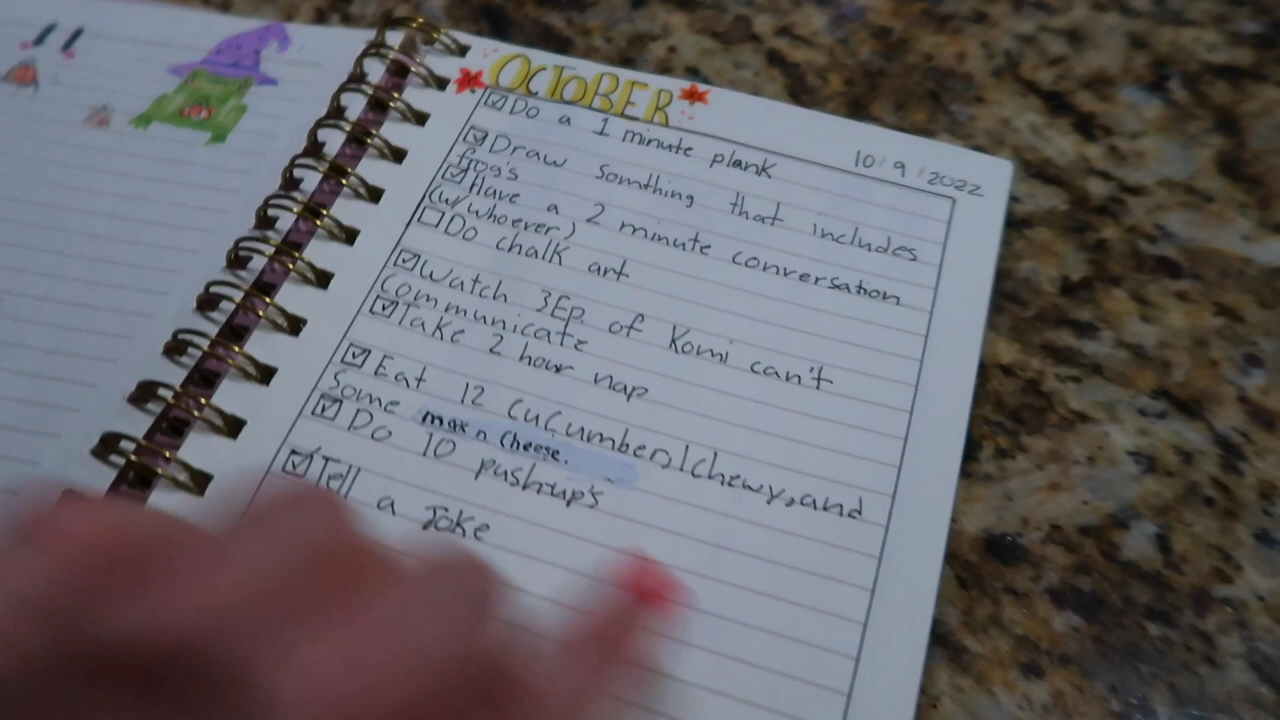 OCTOBER
10/9/2022
Do a 1 minute plank
Draw somthing that includes
frog's
Have a 2 minute conversation
(w/whoever)
Do chalk art
Watch 3Ep. of Komi can't
Communicate
Take 2 hour nap
Eat 12 cucumbers/chewy, and
Some mac n cheese.
Do 10 pushup's
Tell a Joke